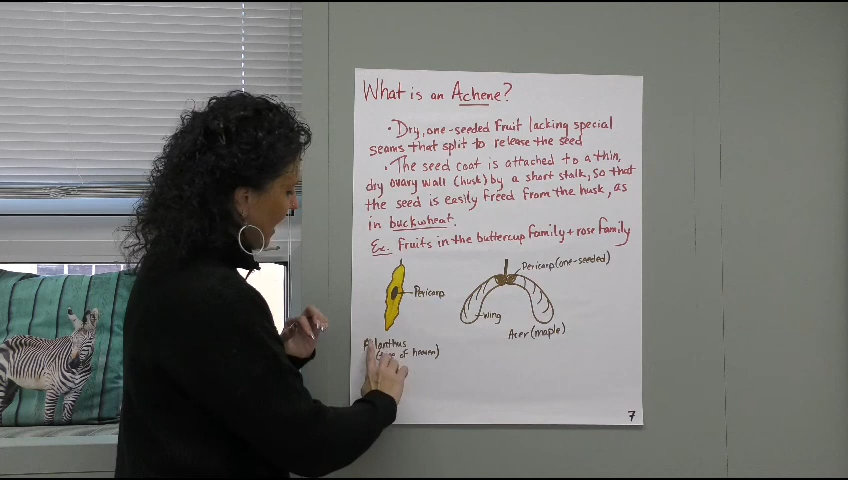 What is an Achene?
• Dry, one-seeded fruit lacking special
seams that split to release the seed
• The seed coat is attached to a thin,
dry ovary wall (husk) by a short stalk, so that
the seed is easily freed from the husk, as
in buckwheat.
Ex. Fruits in the buttercup family + rose family
Pericarp
Pericarp (one-seeded)
wing
Acer (maple)
of heaven)
7